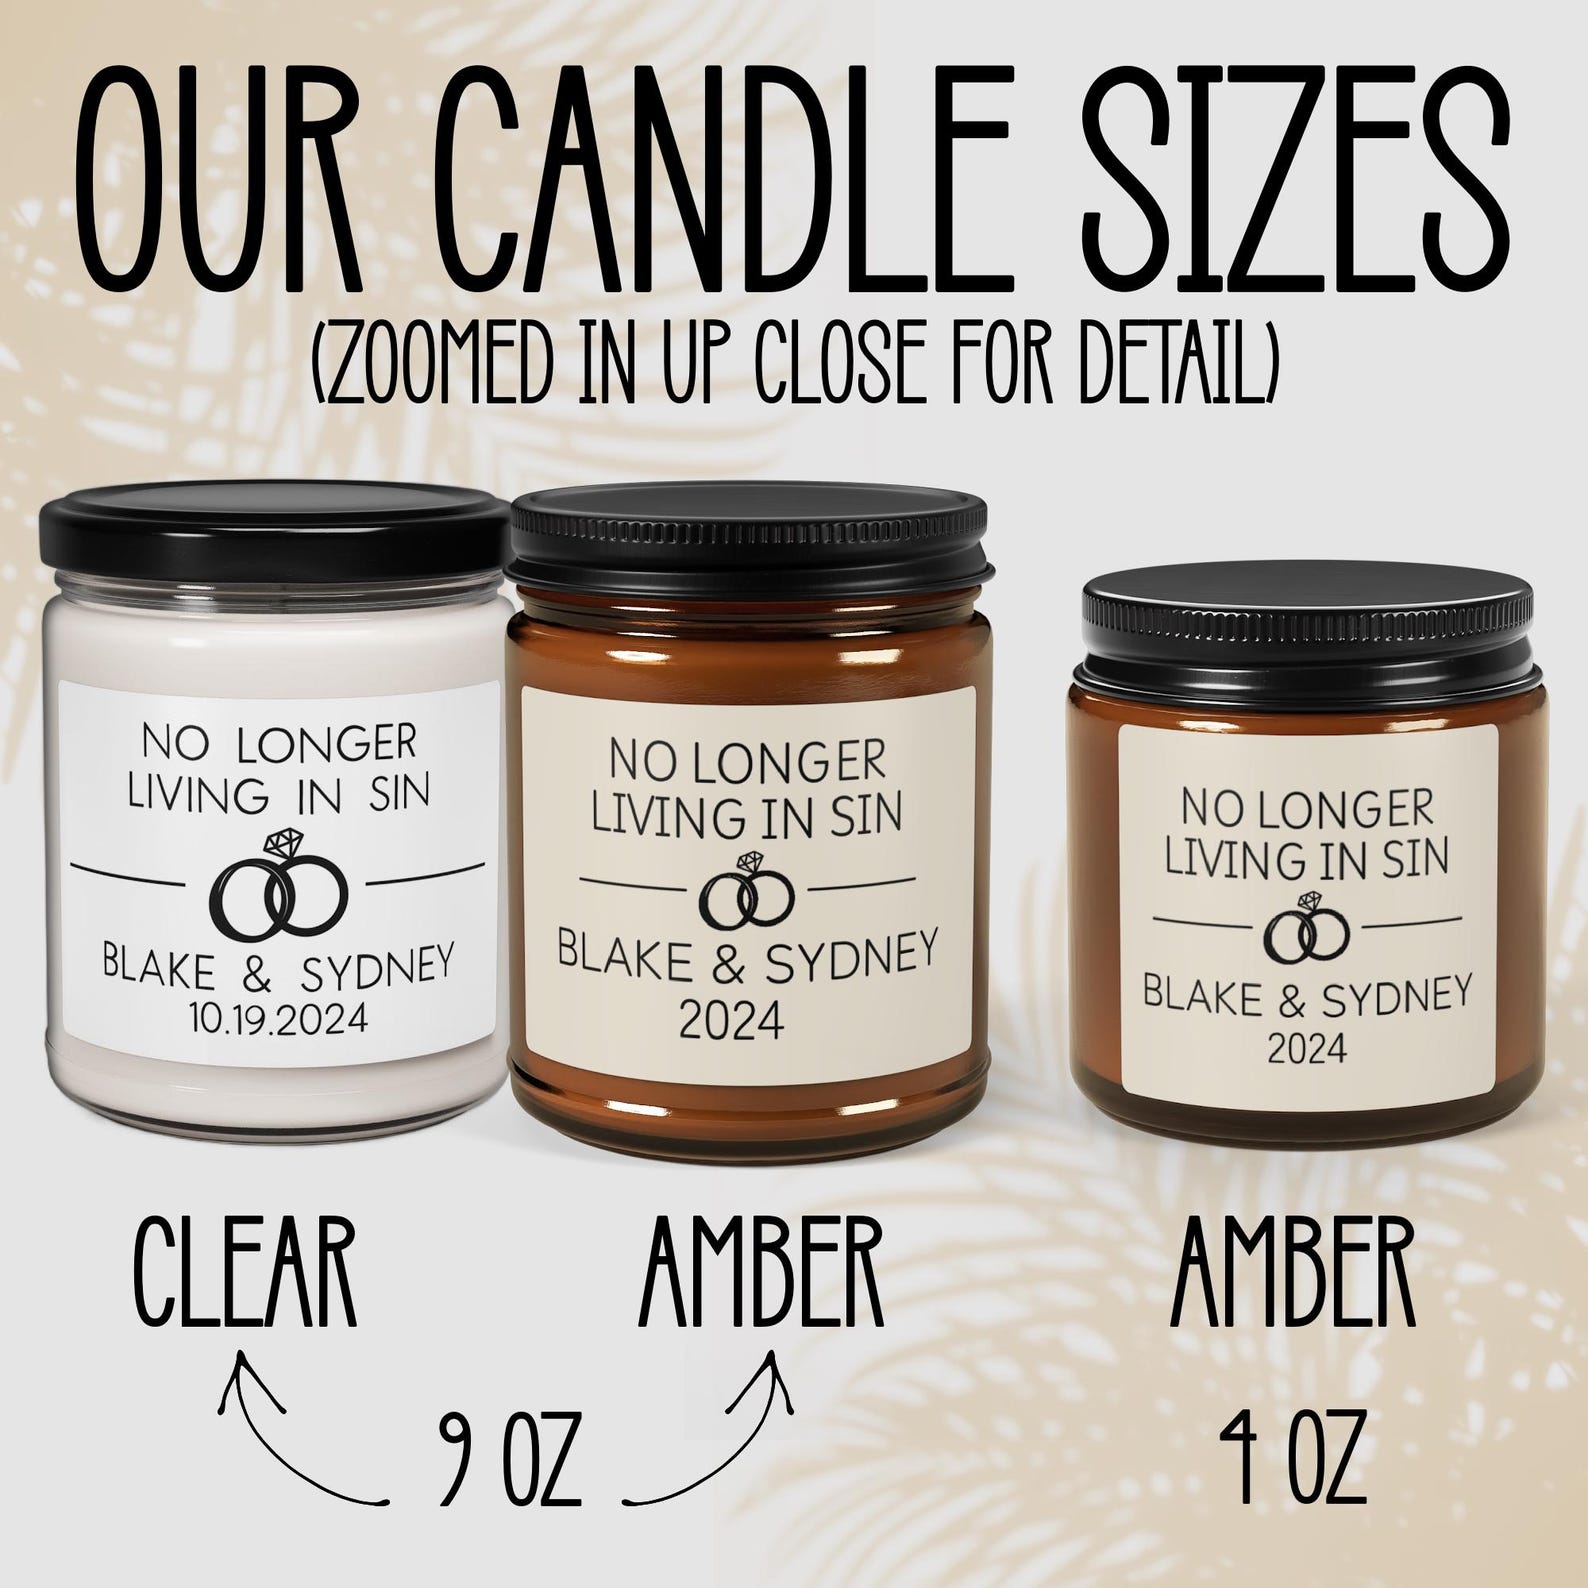 OUR CANDLE SIZES
(ZOOMED IN UP CLOSE FOR DETAIL)
NO LONGER
LIVING IN SIN
BLAKE & SYDNEY
10.19.2024
NO LONGER
LIVING IN SIN
BLAKE & SYDNEY
2024
NO LONGER
LIVING IN SIN
BLAKE & SYDNEY
2024
CLEAR
AMBER
AMBER
9 OZ
4 OZ